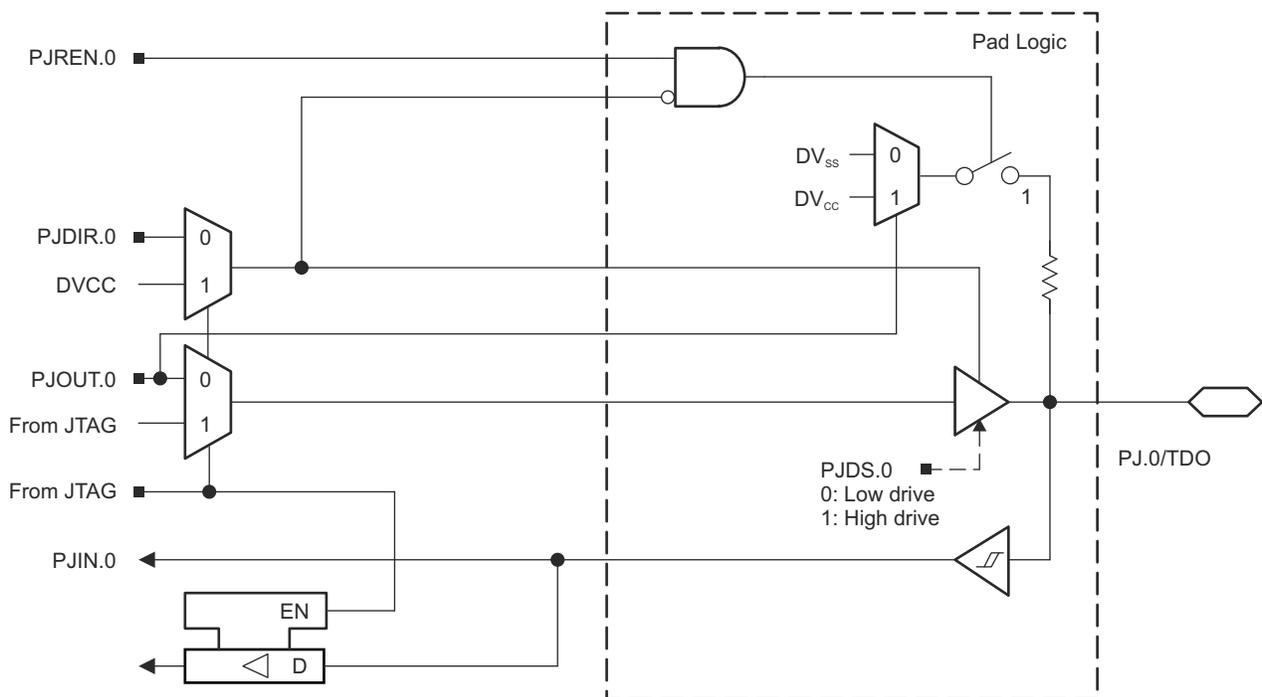 Pad Logic
PJREN.0
DVSS 0
DVCC 1
1
PJDIR.0 0
DVCC 1
PJOUT.0 0
From JTAG 1
PJ.0/TDO
PJDS.0
0: Low drive
1: High drive
From JTAG
PJIN.0
EN
D